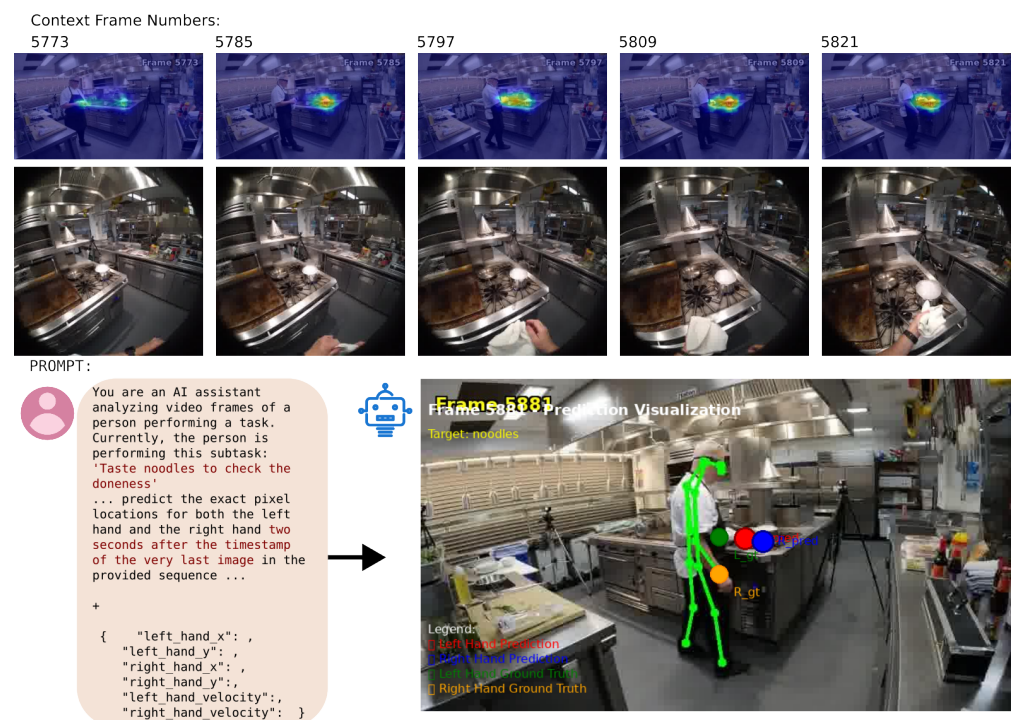 Context Frame Numbers:
5773 5785 5797 5809 5821
Frame 5773 Frame 5785 Frame 5797 Frame 5809 Frame 5821
PROMPT:
You are an AI assistant
analyzing video frames of a
person performing a task.
Currently, the person is
performing this subtask:
'Taste noodles to check the
doneness'
... predict the exact pixel
locations for both the left
hand and the right hand two
seconds after the timestamp
of the very last image in the
provided sequence ...
+
{ "left_hand_x": ,
"left_hand_y": ,
"right_hand_x": ,
"right_hand_y":,
"left_hand_velocity":,
"right_hand_velocity": }
Frame 5881
Frame 5881 - Prediction Visualization
Target: noodles
R_pred
L_gt
R_gt
Legend:
Left Hand Prediction
Right Hand Prediction
Left Hand Ground Truth
Right Hand Ground Truth